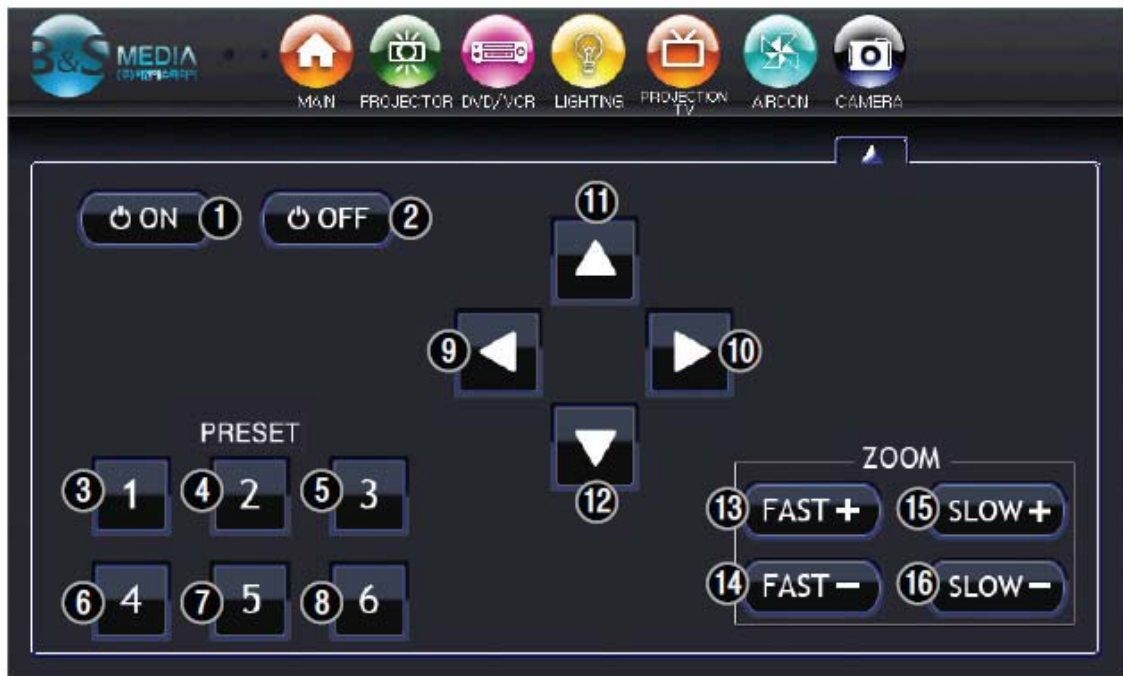 B&S MEDIA
MAIN PROJECTOR DVD/VCR LIGHTING PROJECTION TV AIRCON CAMERA
ON 1 OFF 2
11
9 10
12
PRESET
3 1 4 2 5 3
6 4 7 5 8 6
ZOOM
13 FAST + 15 SLOW +
14 FAST - 16 SLOW -